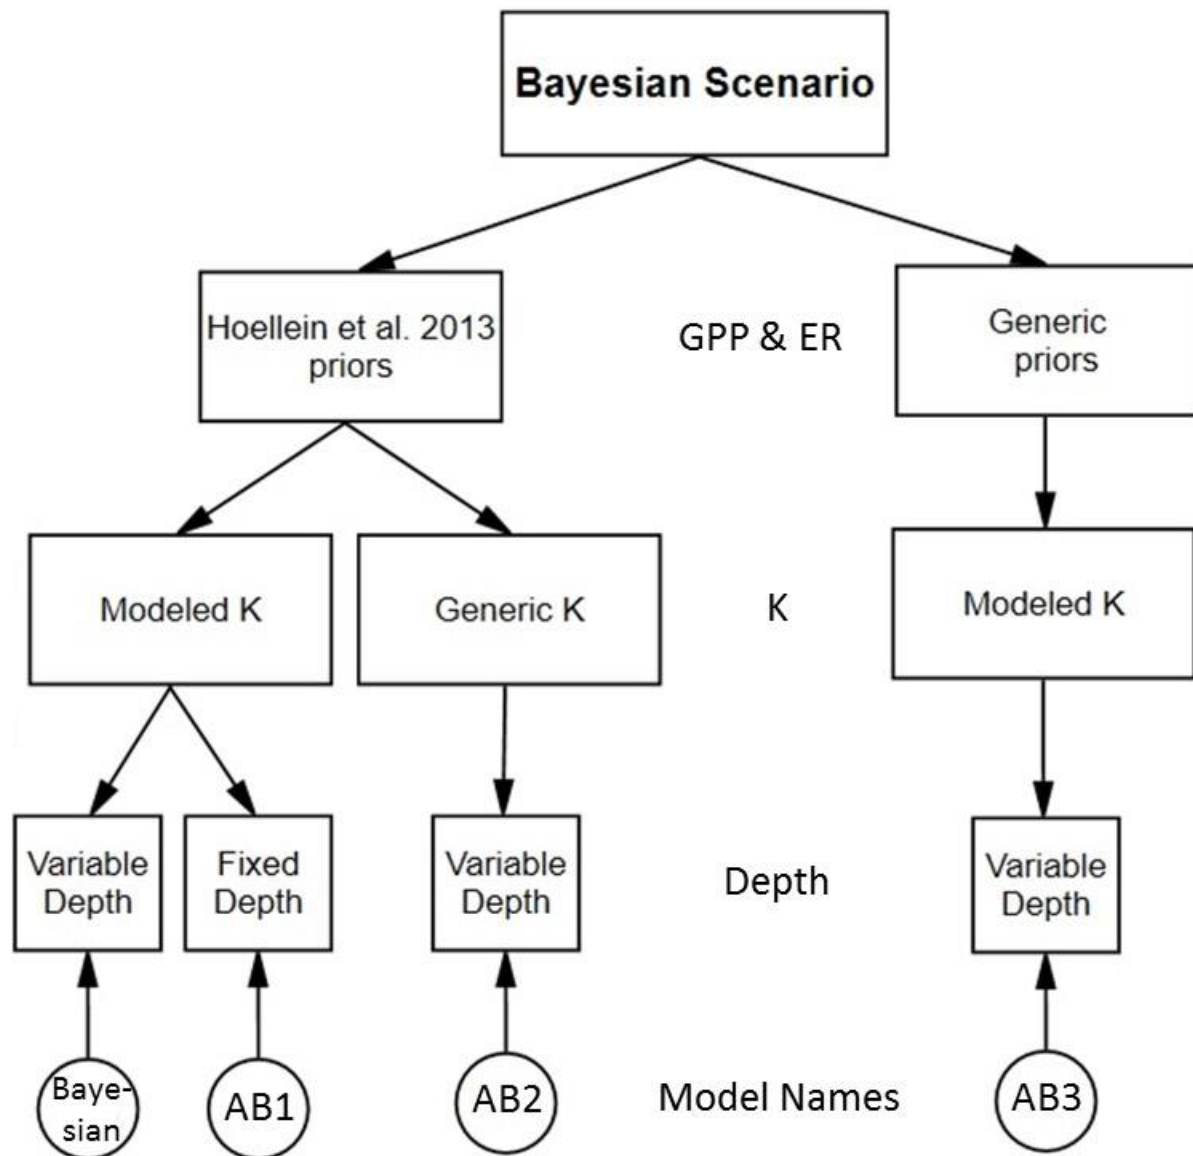 Bayesian Scenario
Hoellein et al. 2013
priors
GPP & ER
Generic
priors
Modeled K
Generic K
K
Modeled K
Variable
Depth
Fixed
Depth
Variable
Depth
Depth
Variable
Depth
Baye-
sian
AB1
AB2
Model Names
AB3